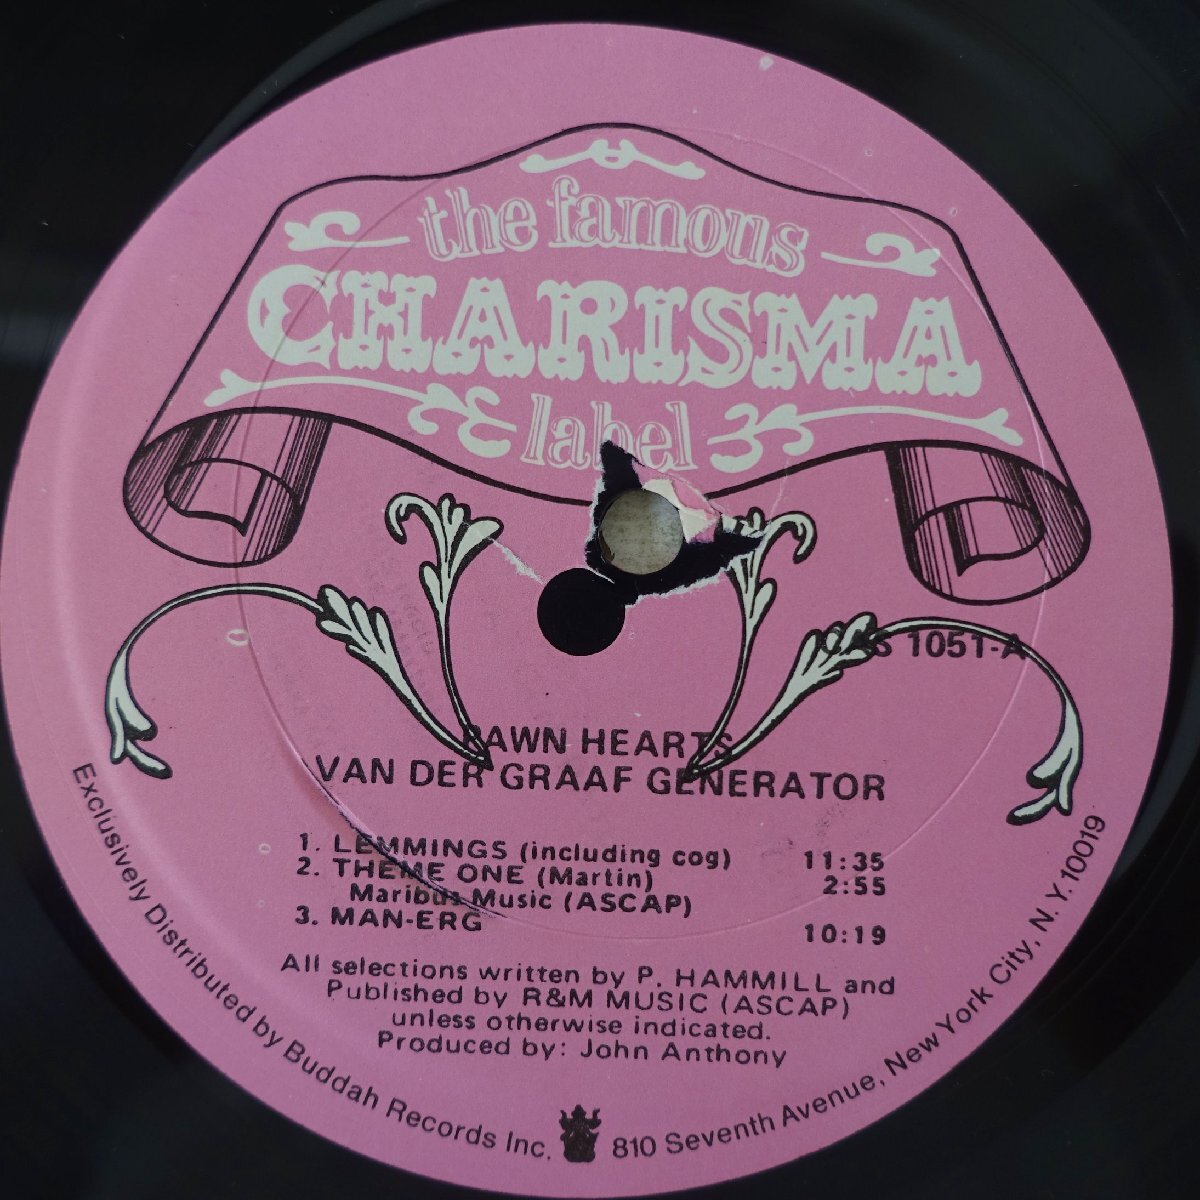 the famous
CHARISMA
label
CAS 1051-A
PAWN HEARTS
VAN DER GRAAF GENERATOR
1. LEMMINGS (including cog) 11:35
2. THEME ONE (Martin) 2:55
Maribus Music (ASCAP)
3. MAN-ERG 10:19
All selections written by P. HAMMILL and
Published by R&M MUSIC (ASCAP)
unless otherwise indicated.
Produced by: John Anthony
Exclusively Distributed by Buddah Records Inc. 810 Seventh Avenue, New York City, N. Y. 10019